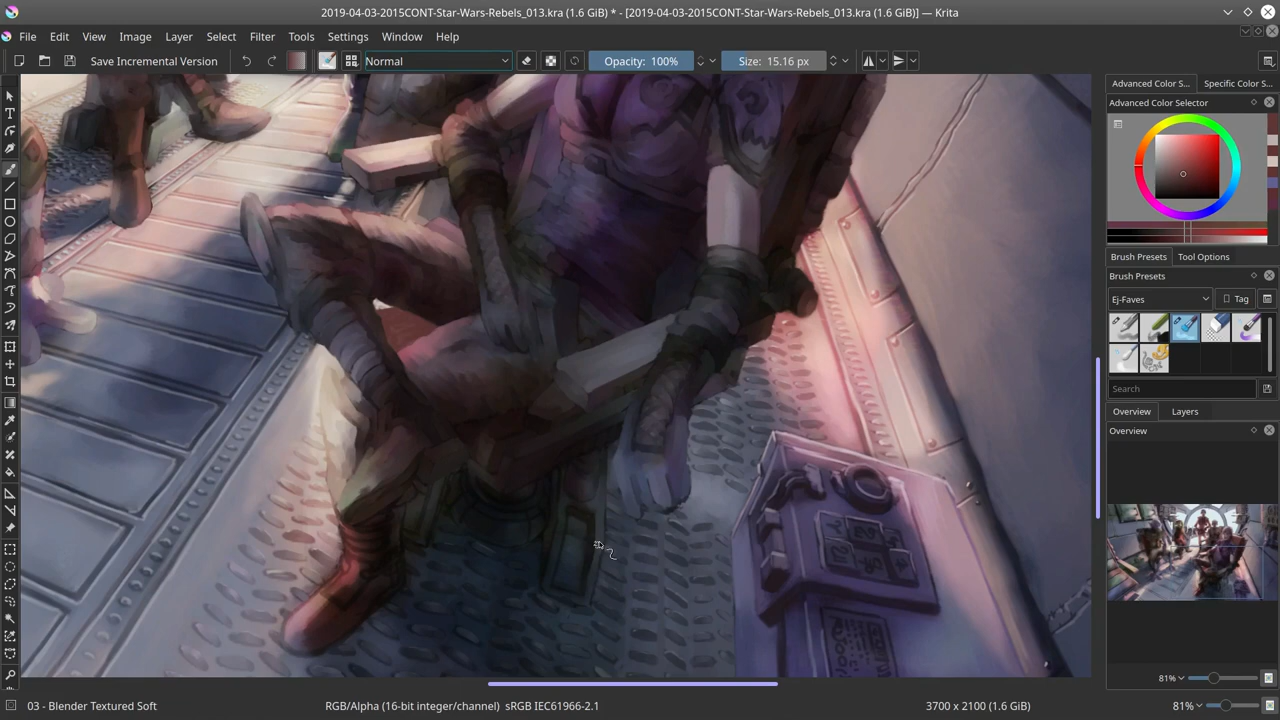 2019-04-03-2015CONT-Star-Wars-Rebels_013.kra (1.6 GiB) * - [2019-04-03-2015CONT-Star-Wars-Rebels_013.kra (1.6 GiB)] — Krita
File Edit View Image Layer Select Filter Tools Settings Window Help
Save Incremental Version Normal Opacity: 100% Size: 15.16 px
Advanced Color S... Specific Color S...
Advanced Color Selector
Brush Presets Tool Options
Brush Presets
Ej-Faves Tag
Search
Overview Layers
Overview
81%
03 - Blender Textured Soft RGB/Alpha (16-bit integer/channel) sRGB IEC61966-2.1 3700 x 2100 (1.6 GiB) 81%